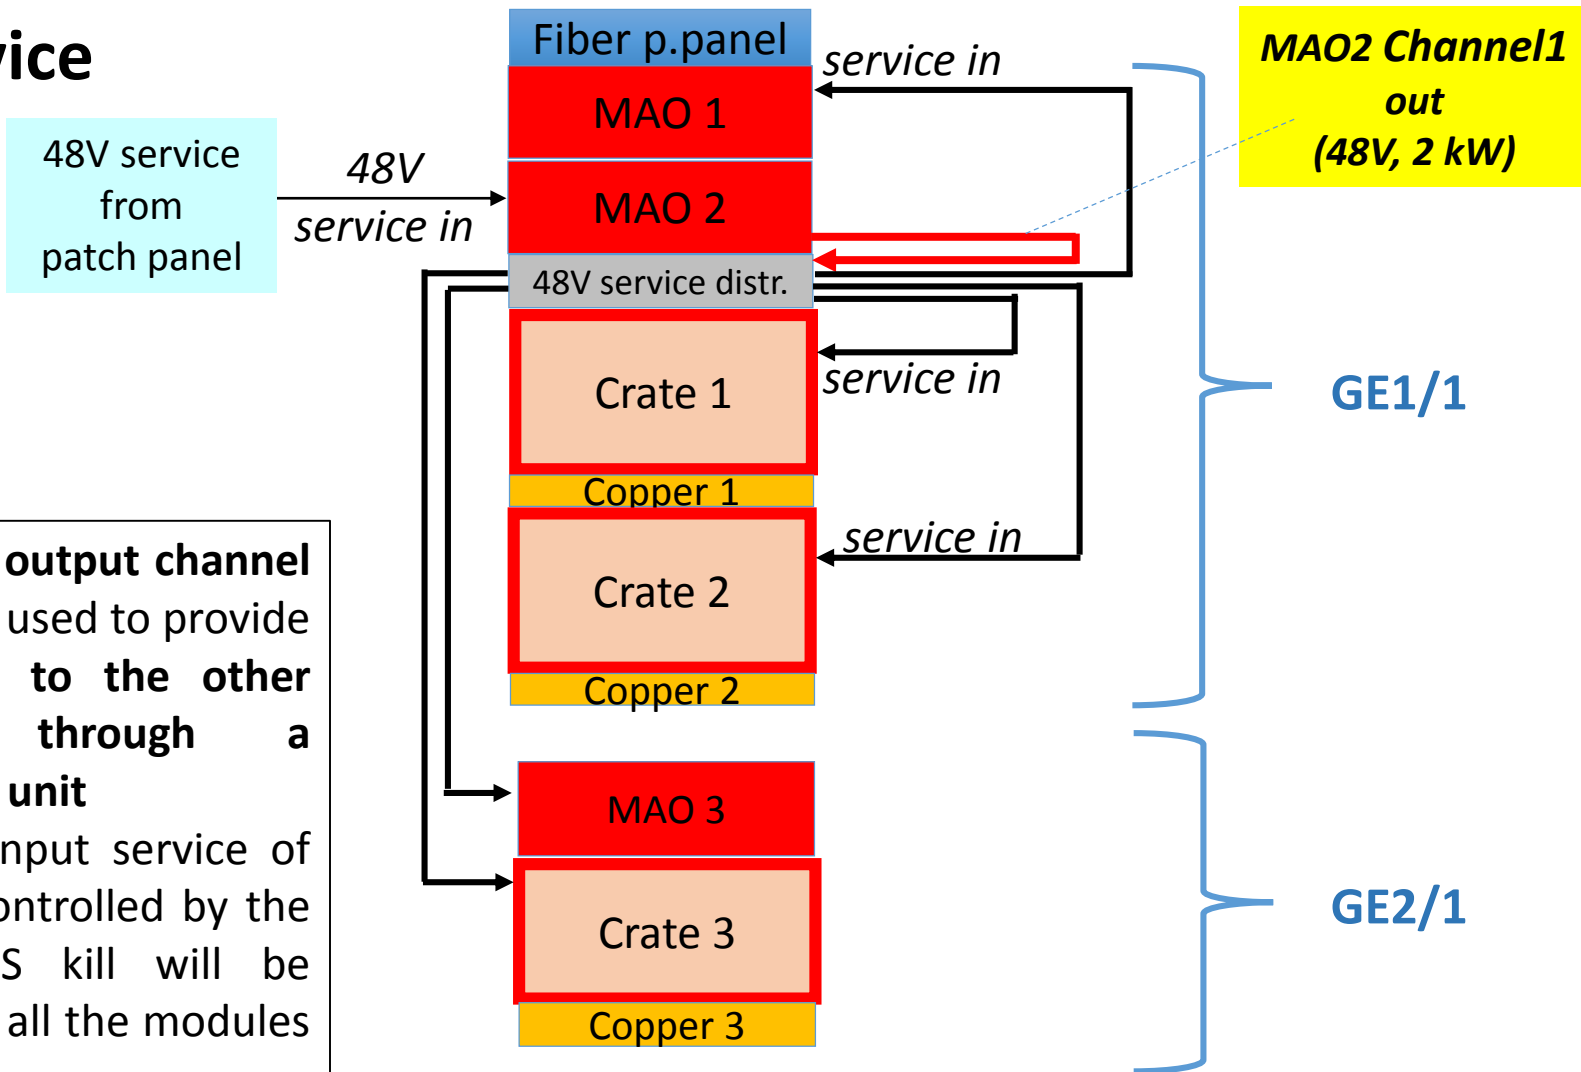 Fiber p.panel
service in
MAO 1
MAO2 Channel1
out
(48V, 2 kW)
48V service
from
patch panel
48V
service in
MAO 2
48V service distr.
Crate 1
service in
GE1/1
Copper 1
service in
Crate 2
Copper 2
output channel
used to provide
to the other
through a
unit
service of
by the
kill will be
all the modules
MAO 3
Crate 3
GE2/1
Copper 3